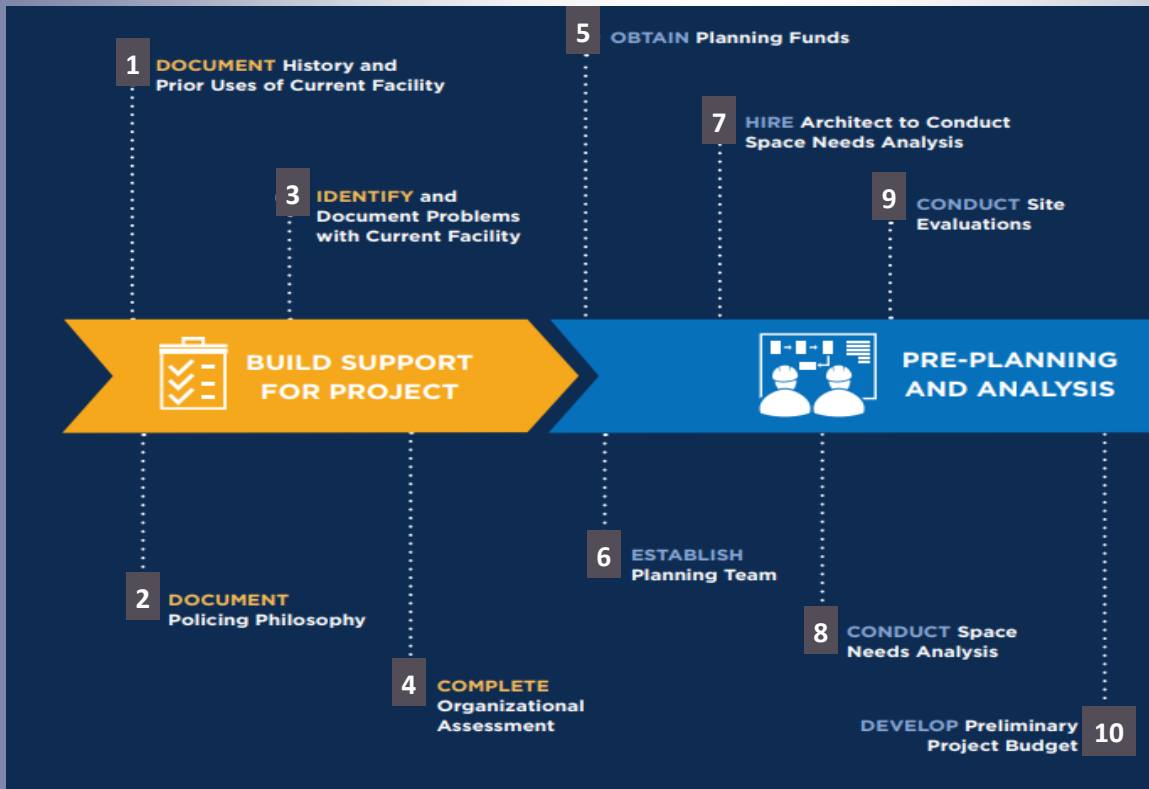 1 DOCUMENT History and
Prior Uses of Current Facility
3 IDENTIFY and
Document Problems
with Current Facility
5 OBTAIN Planning Funds
7 HIRE Architect to Conduct
Space Needs Analysis
9 CONDUCT Site
Evaluations
BUILD SUPPORT
FOR PROJECT
PRE-PLANNING
AND ANALYSIS
2 DOCUMENT
Policing Philosophy
4 COMPLETE
Organizational
Assessment
6 ESTABLISH
Planning Team
8 CONDUCT Space
Needs Analysis
DEVELOP Preliminary
Project Budget 10